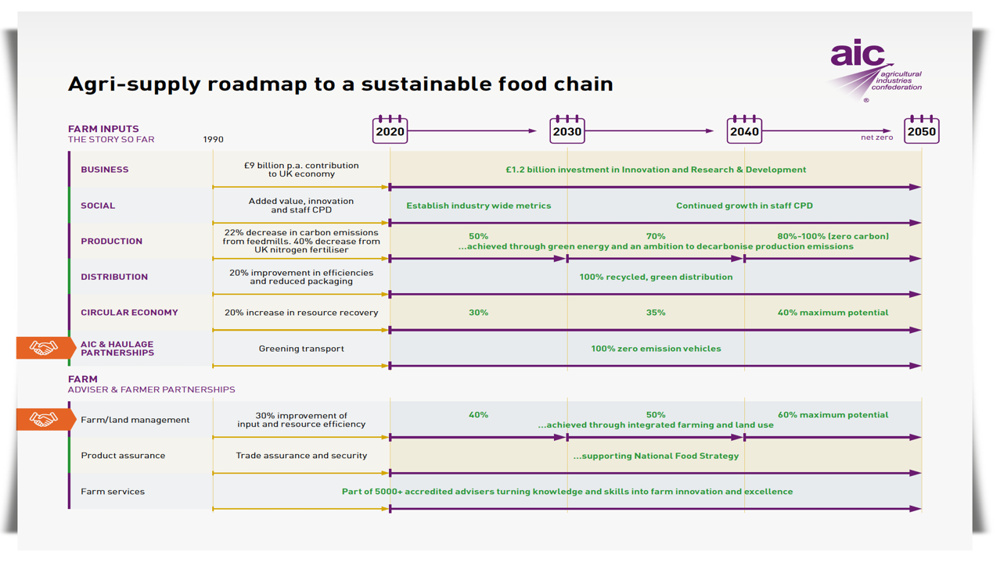 aic
agricultural
industries
confederation
®
Agri-supply roadmap to a sustainable food chain
FARM INPUTS
THE STORY SO FAR
1990
2020
2030
2040
net zero
2050
BUSINESS
£9 billion p.a. contribution
to UK economy
£1.2 billion investment in Innovation and Research & Development
SOCIAL
Added value, innovation
and staff CPD
Establish industry wide metrics
Continued growth in staff CPD
PRODUCTION
22% decrease in carbon emissions
from feedmills. 40% decrease from
UK nitrogen fertiliser
50%
70%
80%-100% (zero carbon)
...achieved through green energy and an ambition to decarbonise production emissions
DISTRIBUTION
20% improvement in efficiencies
and reduced packaging
100% recycled, green distribution
CIRCULAR ECONOMY
20% increase in resource recovery
30%
35%
40% maximum potential
AIC & HAULAGE
PARTNERSHIPS
Greening transport
100% zero emission vehicles
FARM
ADVISER & FARMER PARTNERSHIPS
Farm/land management
30% improvement of
input and resource efficiency
40%
50%
60% maximum potential
...achieved through integrated farming and land use
Product assurance
Trade assurance and security
...supporting National Food Strategy
Farm services
Part of 5000+ accredited advisers turning knowledge and skills into farm innovation and excellence